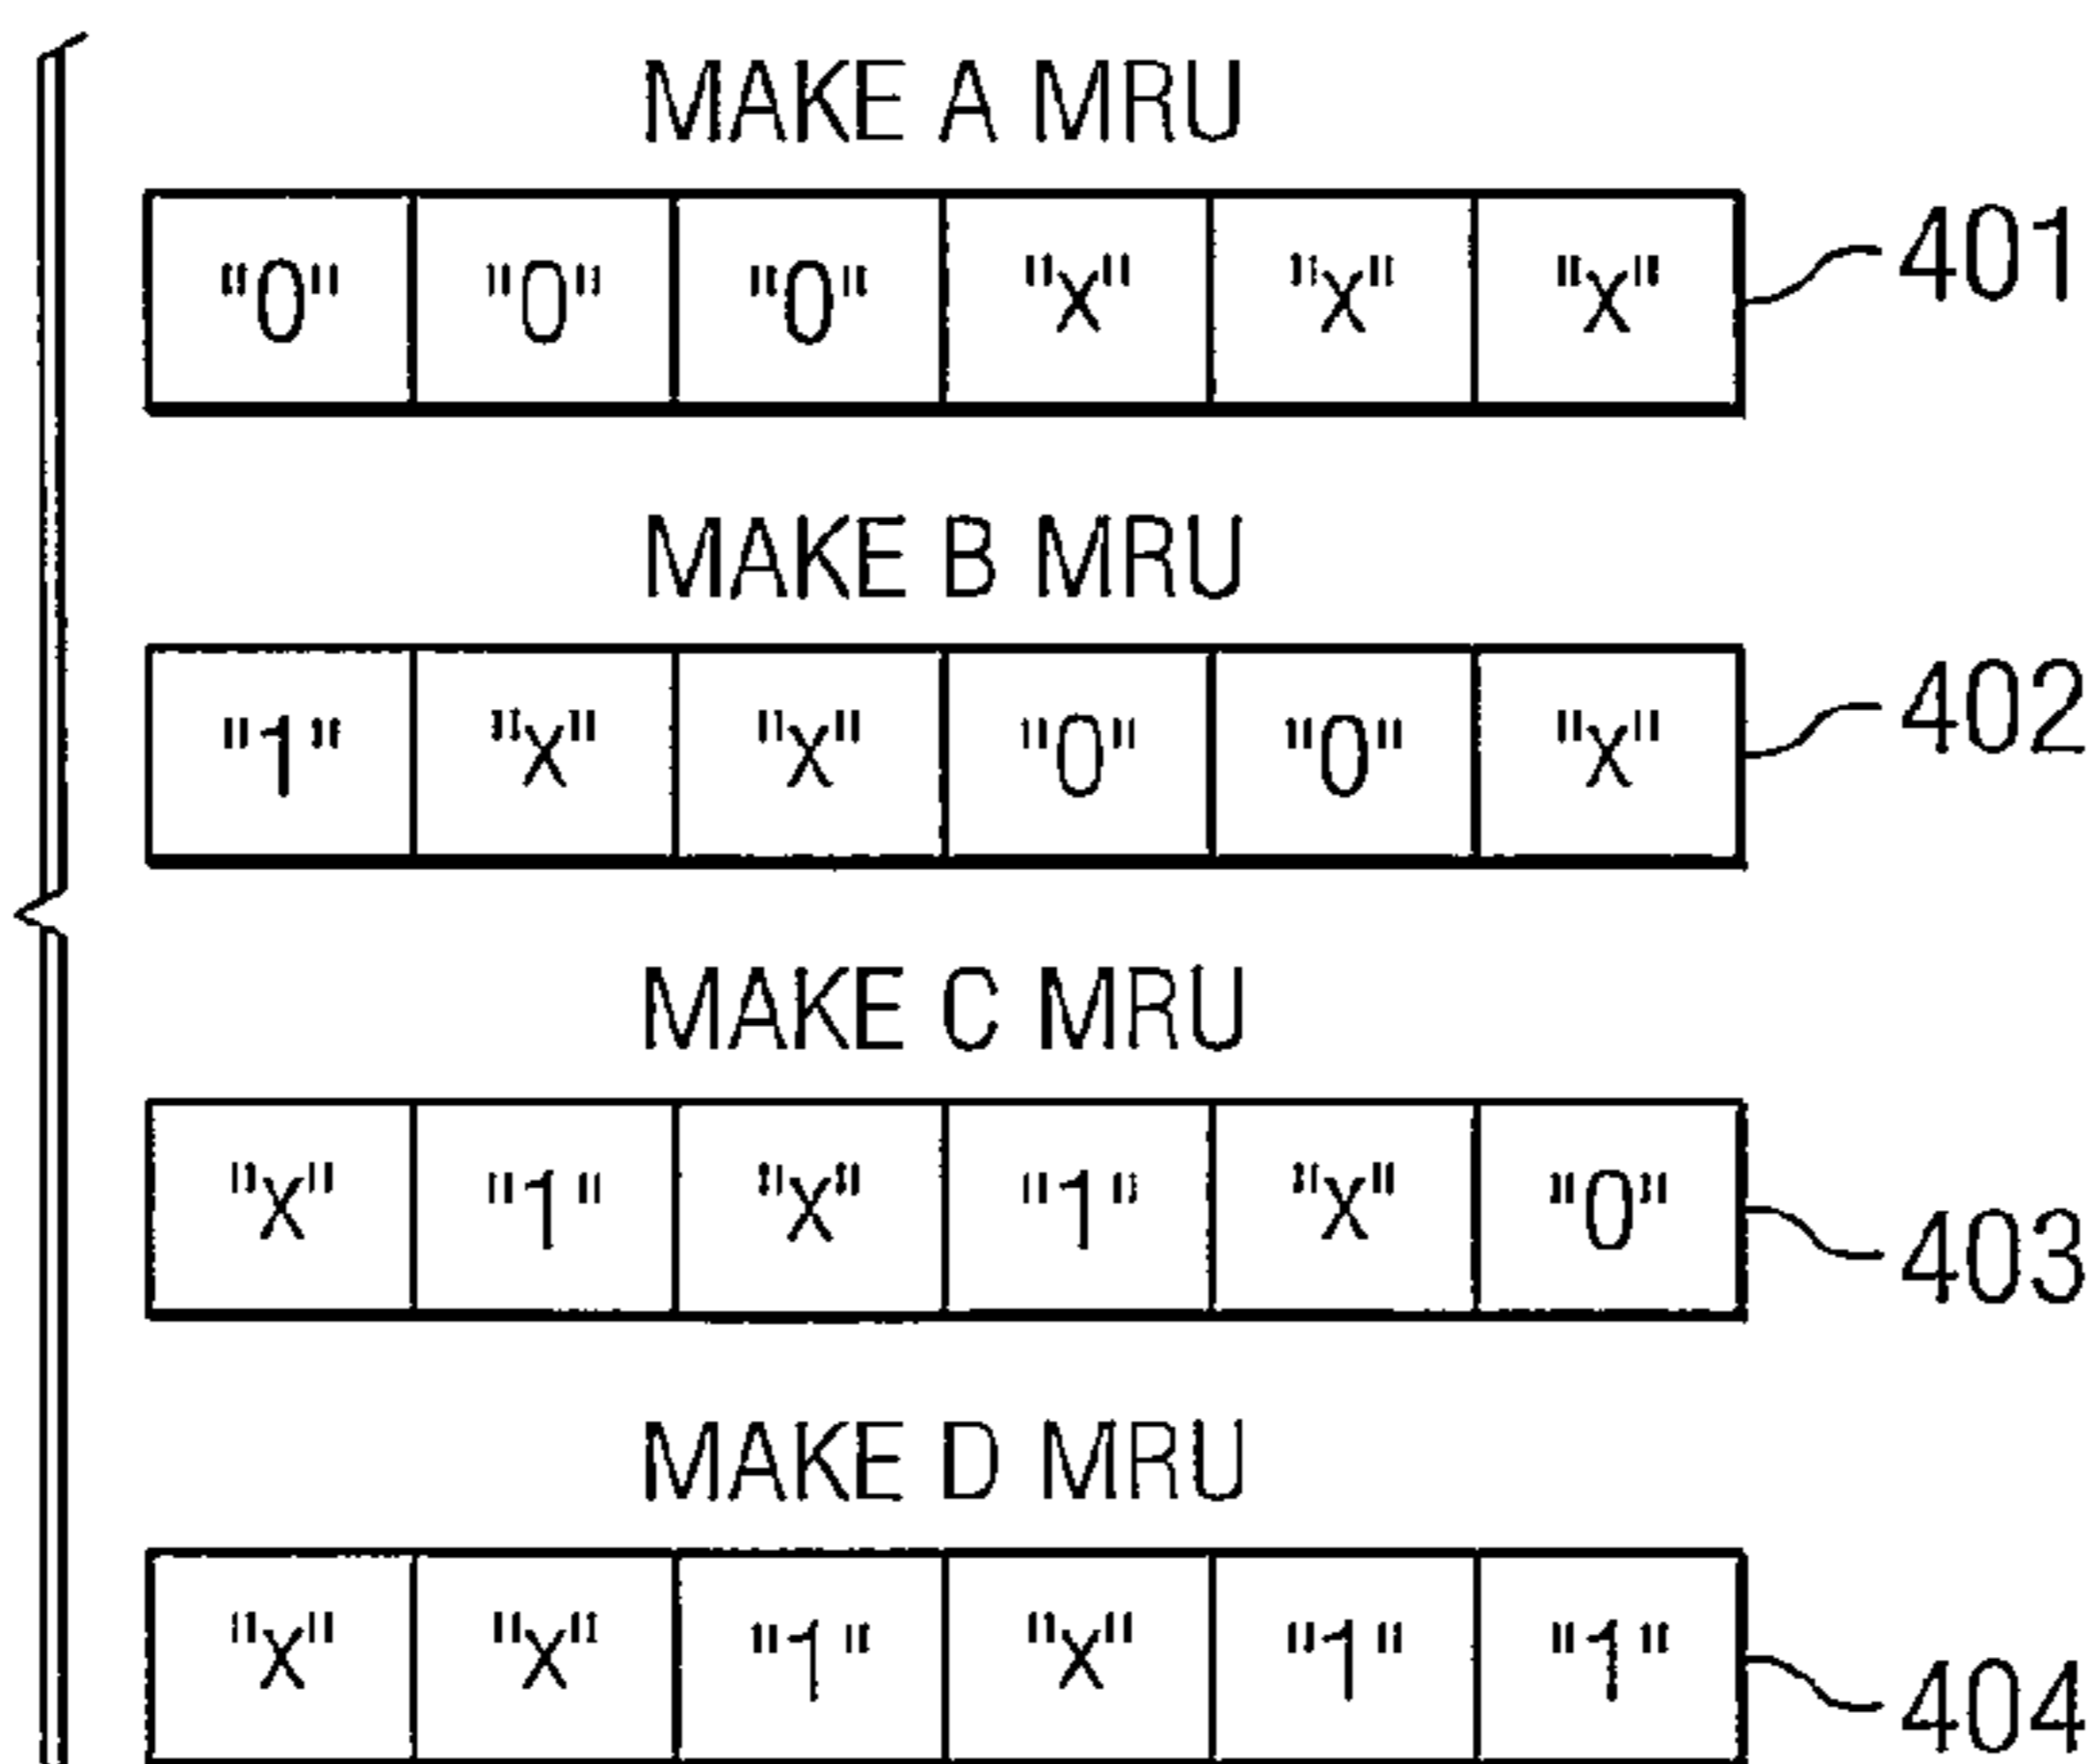 MAKE A MRU
"0" "0" "0" "X" "X" "X" 401
MAKE B MRU
"1" "X" "X" "0" "0" "X" 402
MAKE C MRU
"X" "1" "X" "1" "X" "0" 403
MAKE D MRU
"X" "X" "1" "X" "1" "1" 404